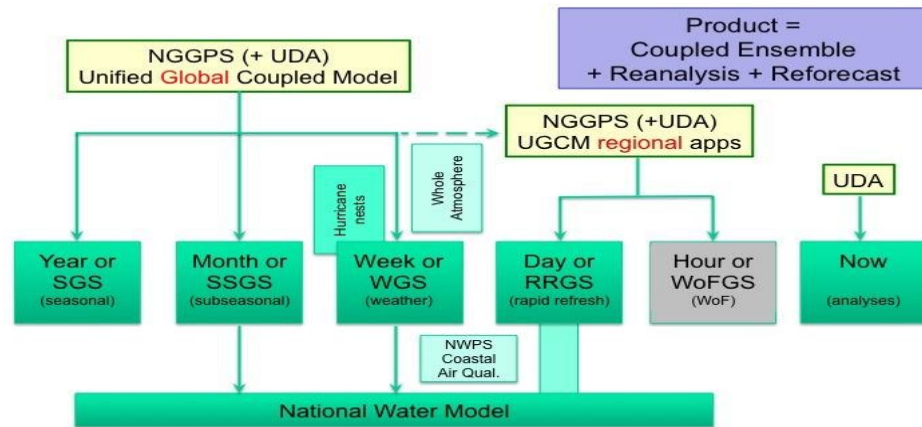 NGGPS (+ UDA)
Unified Global Coupled Model
Product =
Coupled Ensemble
+ Reanalysis + Reforecast
NGGPS (+UDA)
UGCM regional apps
UDA
Hurricane
nests
Whole
Atmosphere
Year or
SGS
(seasonal)
Month or
SSGS
(subseasonal)
Week or
WGS
(weather)
Day or
RRGS
(rapid refresh)
Hour or
WoFGS
(WoF)
Now
(analyses)
NWPS
Coastal
Air Qual.
National Water Model